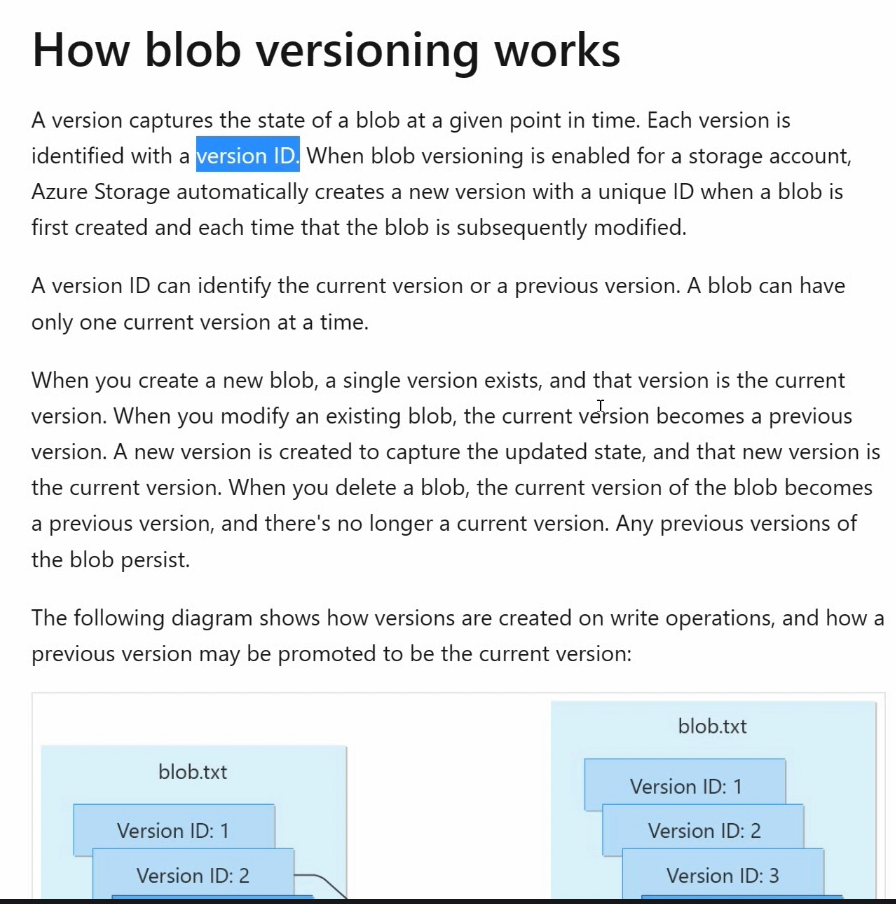 How blob versioning works
A version captures the state of a blob at a given point in time. Each version is
identified with a version ID. When blob versioning is enabled for a storage account,
Azure Storage automatically creates a new version with a unique ID when a blob is
first created and each time that the blob is subsequently modified.
A version ID can identify the current version or a previous version. A blob can have
only one current version at a time.
When you create a new blob, a single version exists, and that version is the current
version. When you modify an existing blob, the current version becomes a previous
version. A new version is created to capture the updated state, and that new version is
the current version. When you delete a blob, the current version of the blob becomes
a previous version, and there's no longer a current version. Any previous versions of
the blob persist.
The following diagram shows how versions are created on write operations, and how a
previous version may be promoted to be the current version:
blob.txt
Version ID: 1
Version ID: 2
blob.txt
Version ID: 1
Version ID: 2
Version ID: 3